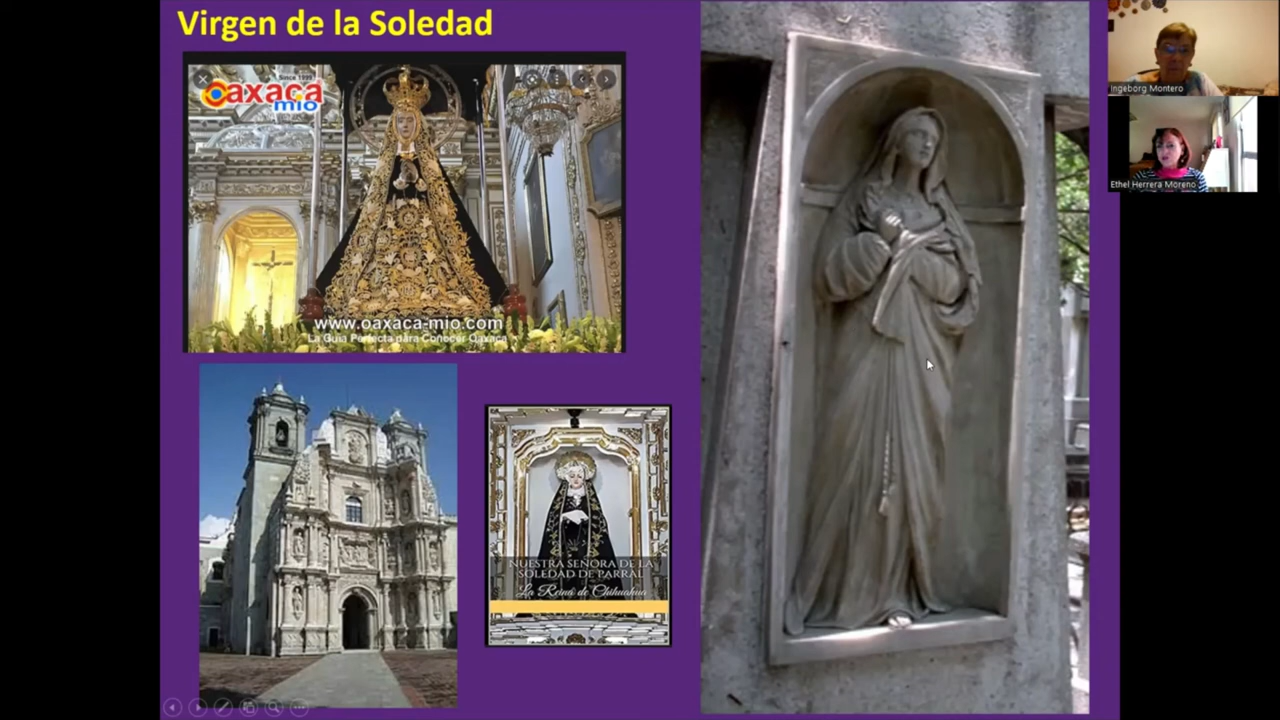 Virgen de la Soledad
Since 1996
Oaxaca
mio
www.oaxaca-mio.com
La Guía Perfecta para Conocer Oaxaca
NUESTRA SEÑORA DE LA
SOLEDAD DE PARRAL
La Reina de Chihuahua
Ingeborg Montero
Ethel Herrera Moreno